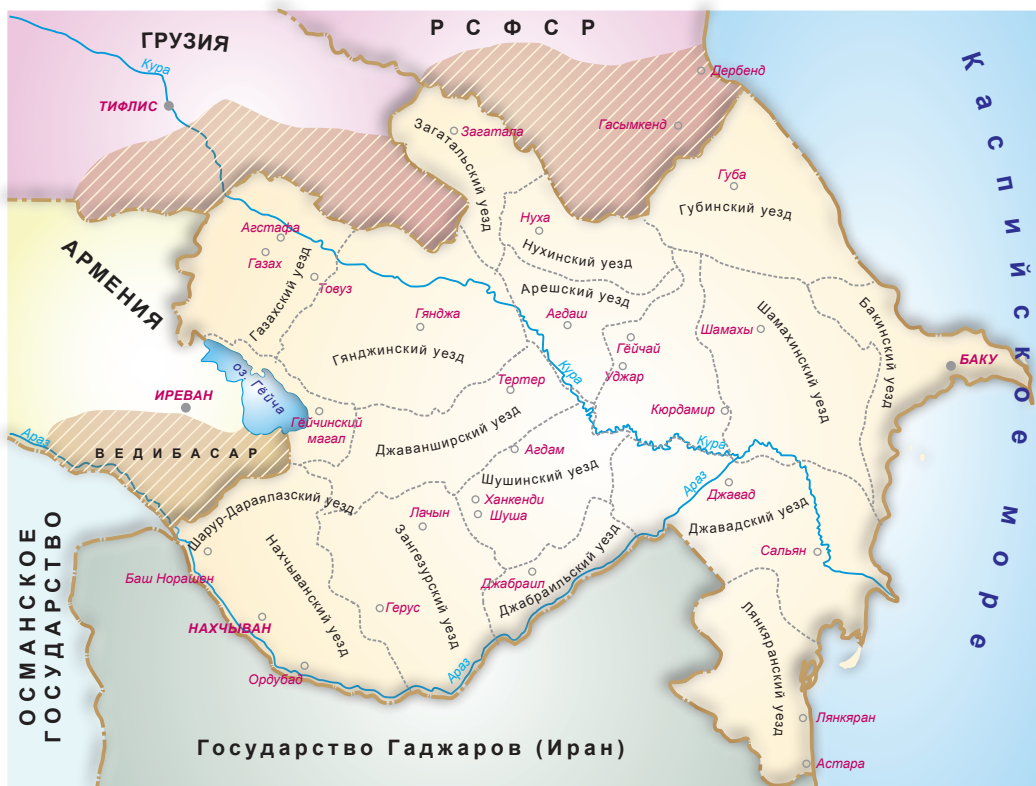 РСФСР
ГРУЗИЯ
Кура
ТИФЛИС
Дербенд
Гасымкенд
Загатала
Загатальский уезд
Губа
Губинский уезд
Нуха
Нухинский уезд
Агстафа
Газах
Товуз
Газахский уезд
АРМЕНИЯ
Арешский уезд
Агдаш
Гянджа
Гянджинский уезд
Гёйчай
Уджар
Кура
Шамахы
Шамахинский уезд
Бакинский уезд
БАКУ
Каспийское море
оз Гёйча
ИРЕВАН
Тертер
Гёйчинский
магал
Джаванширский уезд
Кюрдамир
Кура
Араз
ВЕДИБАСАР
Агдам
Шушинский уезд
Араз
Джавад
Джавадский уезд
Сальян
Ханкенди
Шуша
Лачын
Шарур-Дараялазский уезд
Баш Норашен
Нахчыванский уезд
Зангезурский уезд
Джабраил
Джабраильский уезд
Герус
НАХЧЫВАН
Ордубад
Араз
Лянкяранский уезд
Лянкяран
Астара
ОСМАНСКОЕ
ГОСУДАРСТВО
Государство Гаджаров (Иран)